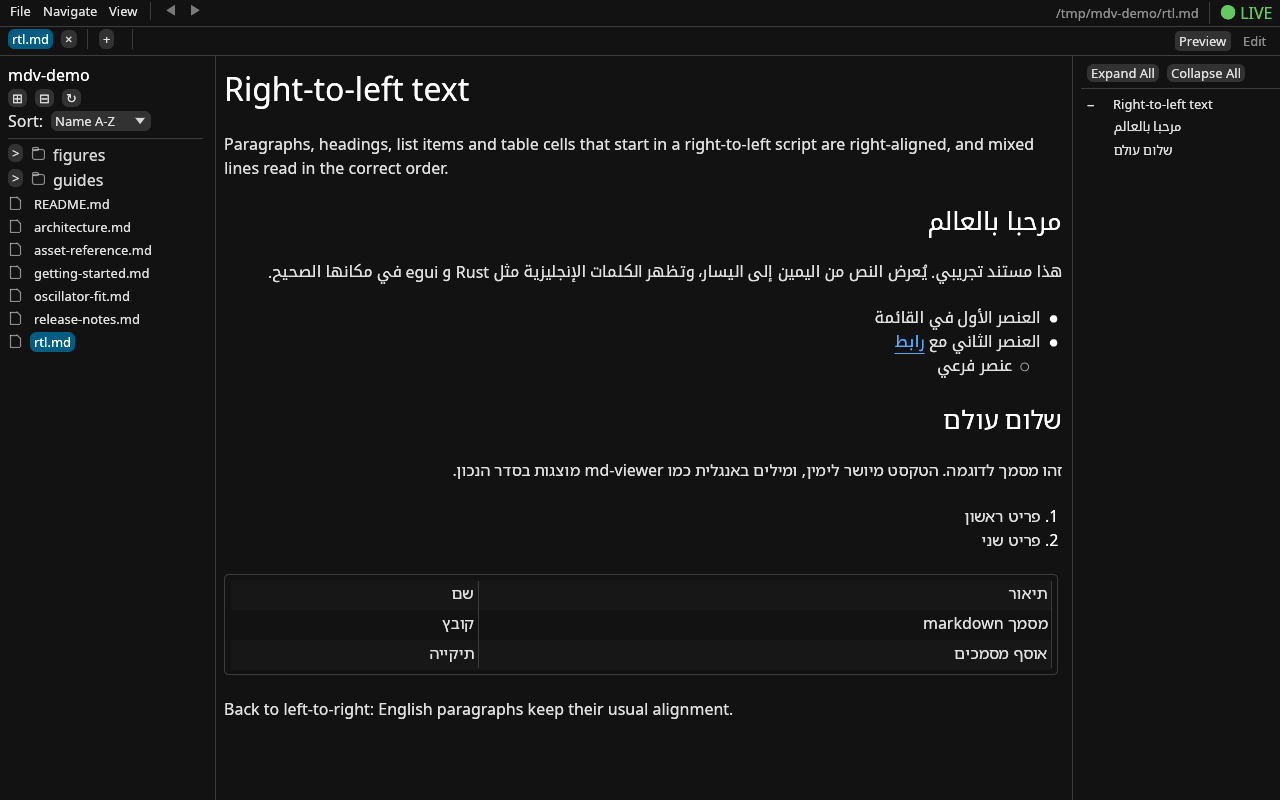 File Navigate View
/tmp/mdv-demo/rtl.md LIVE
rtl.md × +
Preview Edit
mdv-demo
Sort: Name A-Z
figures
guides
README.md
architecture.md
asset-reference.md
getting-started.md
oscillator-fit.md
release-notes.md
rtl.md
Right-to-left text
Paragraphs, headings, list items and table cells that start in a right-to-left script are right-aligned, and mixed
lines read in the correct order.
مرحبا بالعالم
هذا مستند تجريبي. يُعرض النص من اليمين إلى اليسار، وتظهر الكلمات الإنجليزية مثل Rust و egui في مكانها الصحيح.
• العنصر الأول في القائمة
• العنصر الثاني مع رابط
○ عنصر فرعي
שלום עולם
זהו מסמך לדוגמה. הטקסט מיושר לימין, ומילים באנגלית כמו md-viewer מוצגות בסדר הנכון.
1. פריט ראשון
2. פריט שני
שם תיאור
קובץ מסמך markdown
תיקייה אוסף מסמכים
Back to left-to-right: English paragraphs keep their usual alignment.
Expand All Collapse All
Right-to-left text
مرحبا بالعالم
שלום עולם